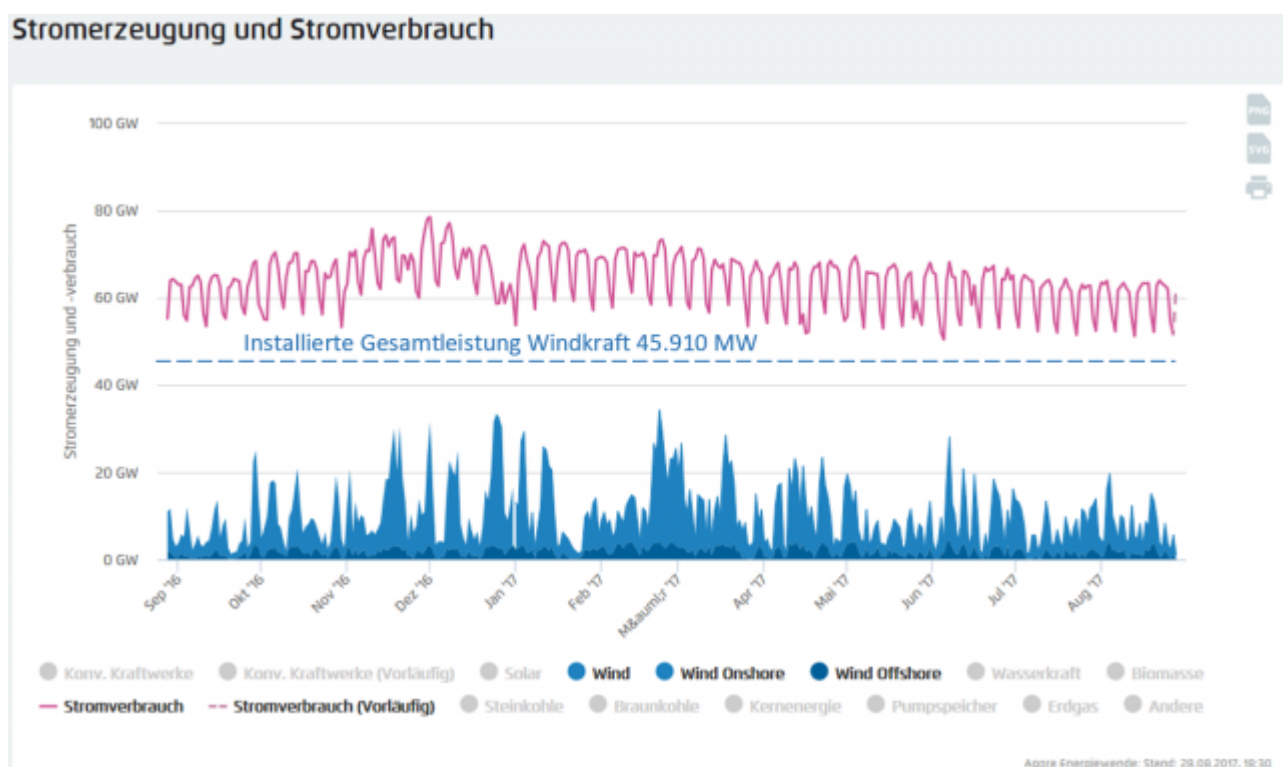 Stromerzeugung und Stromverbrauch
PNG
SVG
100 GW
80 GW
60 GW
40 GW
20 GW
0 GW
Stromerzeugung und -verbrauch
Installierte Gesamtleistung Windkraft 45.910 MW
Sep '16
Okt '16
Nov '16
Dez '16
Jan '17
Feb '17
M&auml;r '17
Apr '17
Mai '17
Jun '17
Jul '17
Aug '17
Konv. Kraftwerke Konv. Kraftwerke (Vorläufig) Solar Wind Wind Onshore Wind Offshore Wasserkraft Biomasse
Stromverbrauch Stromverbrauch (Vorläufig) Steinkohle Braunkohle Kernenergie Pumpspeicher Erdgas Andere
Agora Energiewende; Stand: 29.08.2017, 18:30